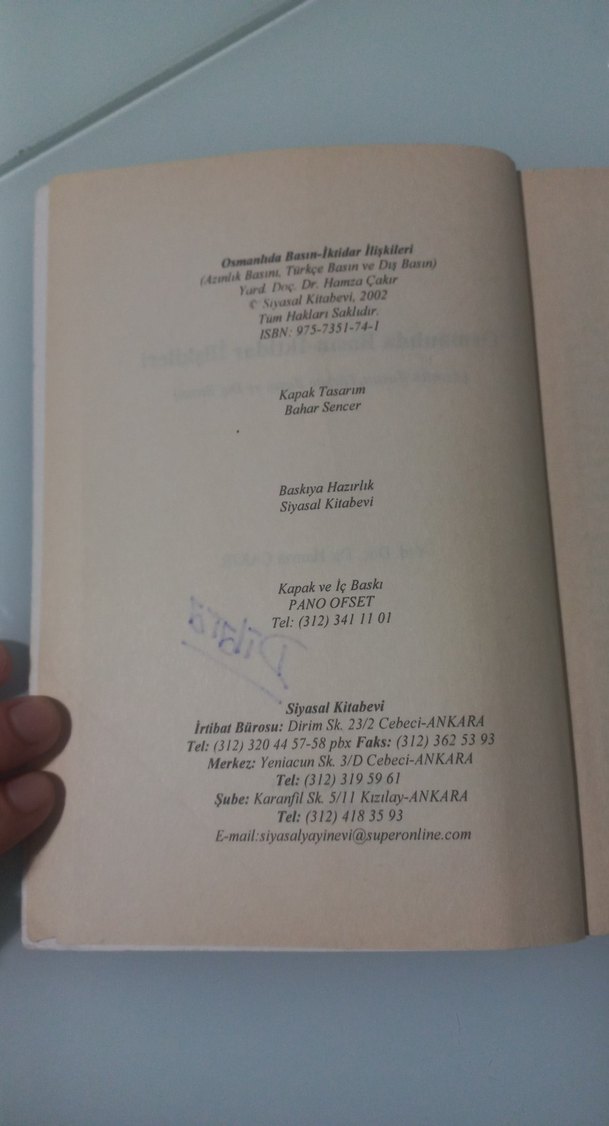 Osmanlıda Basın-İktidar İlişkileri
(Azınlık Basını, Türkçe Basın ve Dış Basın)
Yard. Doç. Dr. Hamza Çakır
© Siyasal Kitabevi, 2002
Tüm Hakları Saklıdır.
ISBN: 975-7351-74-1
Kapak Tasarım
Bahar Sencer
Baskıya Hazırlık
Siyasal Kitabevi
Kapak ve İç Baskı
PANO OFSET
Tel: (312) 341 11 01
Dilara
Siyasal Kitabevi
İrtibat Bürosu: Dirim Sk. 23/2 Cebeci-ANKARA
Tel: (312) 320 44 57-58 pbx Faks: (312) 362 53 93
Merkez: Yeniacun Sk. 3/D Cebeci-ANKARA
Tel: (312) 319 59 61
Şube: Karanfil Sk. 5/11 Kızılay-ANKARA
Tel: (312) 418 35 93
E-mail:siyasalyayinevi@superonline.com